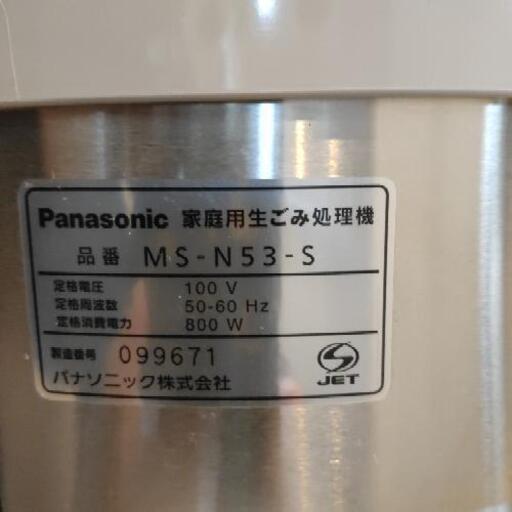 Panasonic 家庭用生ごみ処理機
品番 MS-N53-S
定格電圧 100 V
定格周波数 50-60 Hz
定格消費電力 800 W
製造番号 099671
パナソニック株式会社
S
JET